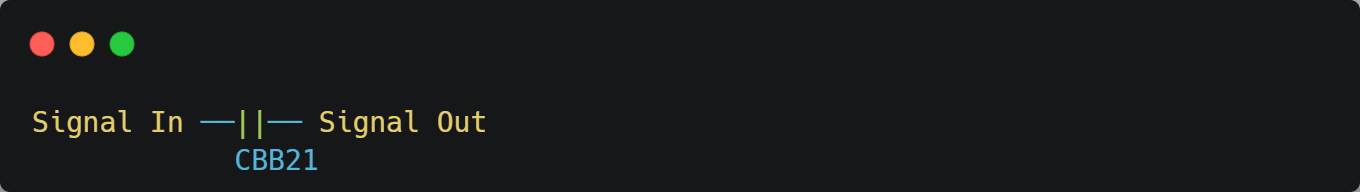 Signal In ──||── Signal Out
CBB21